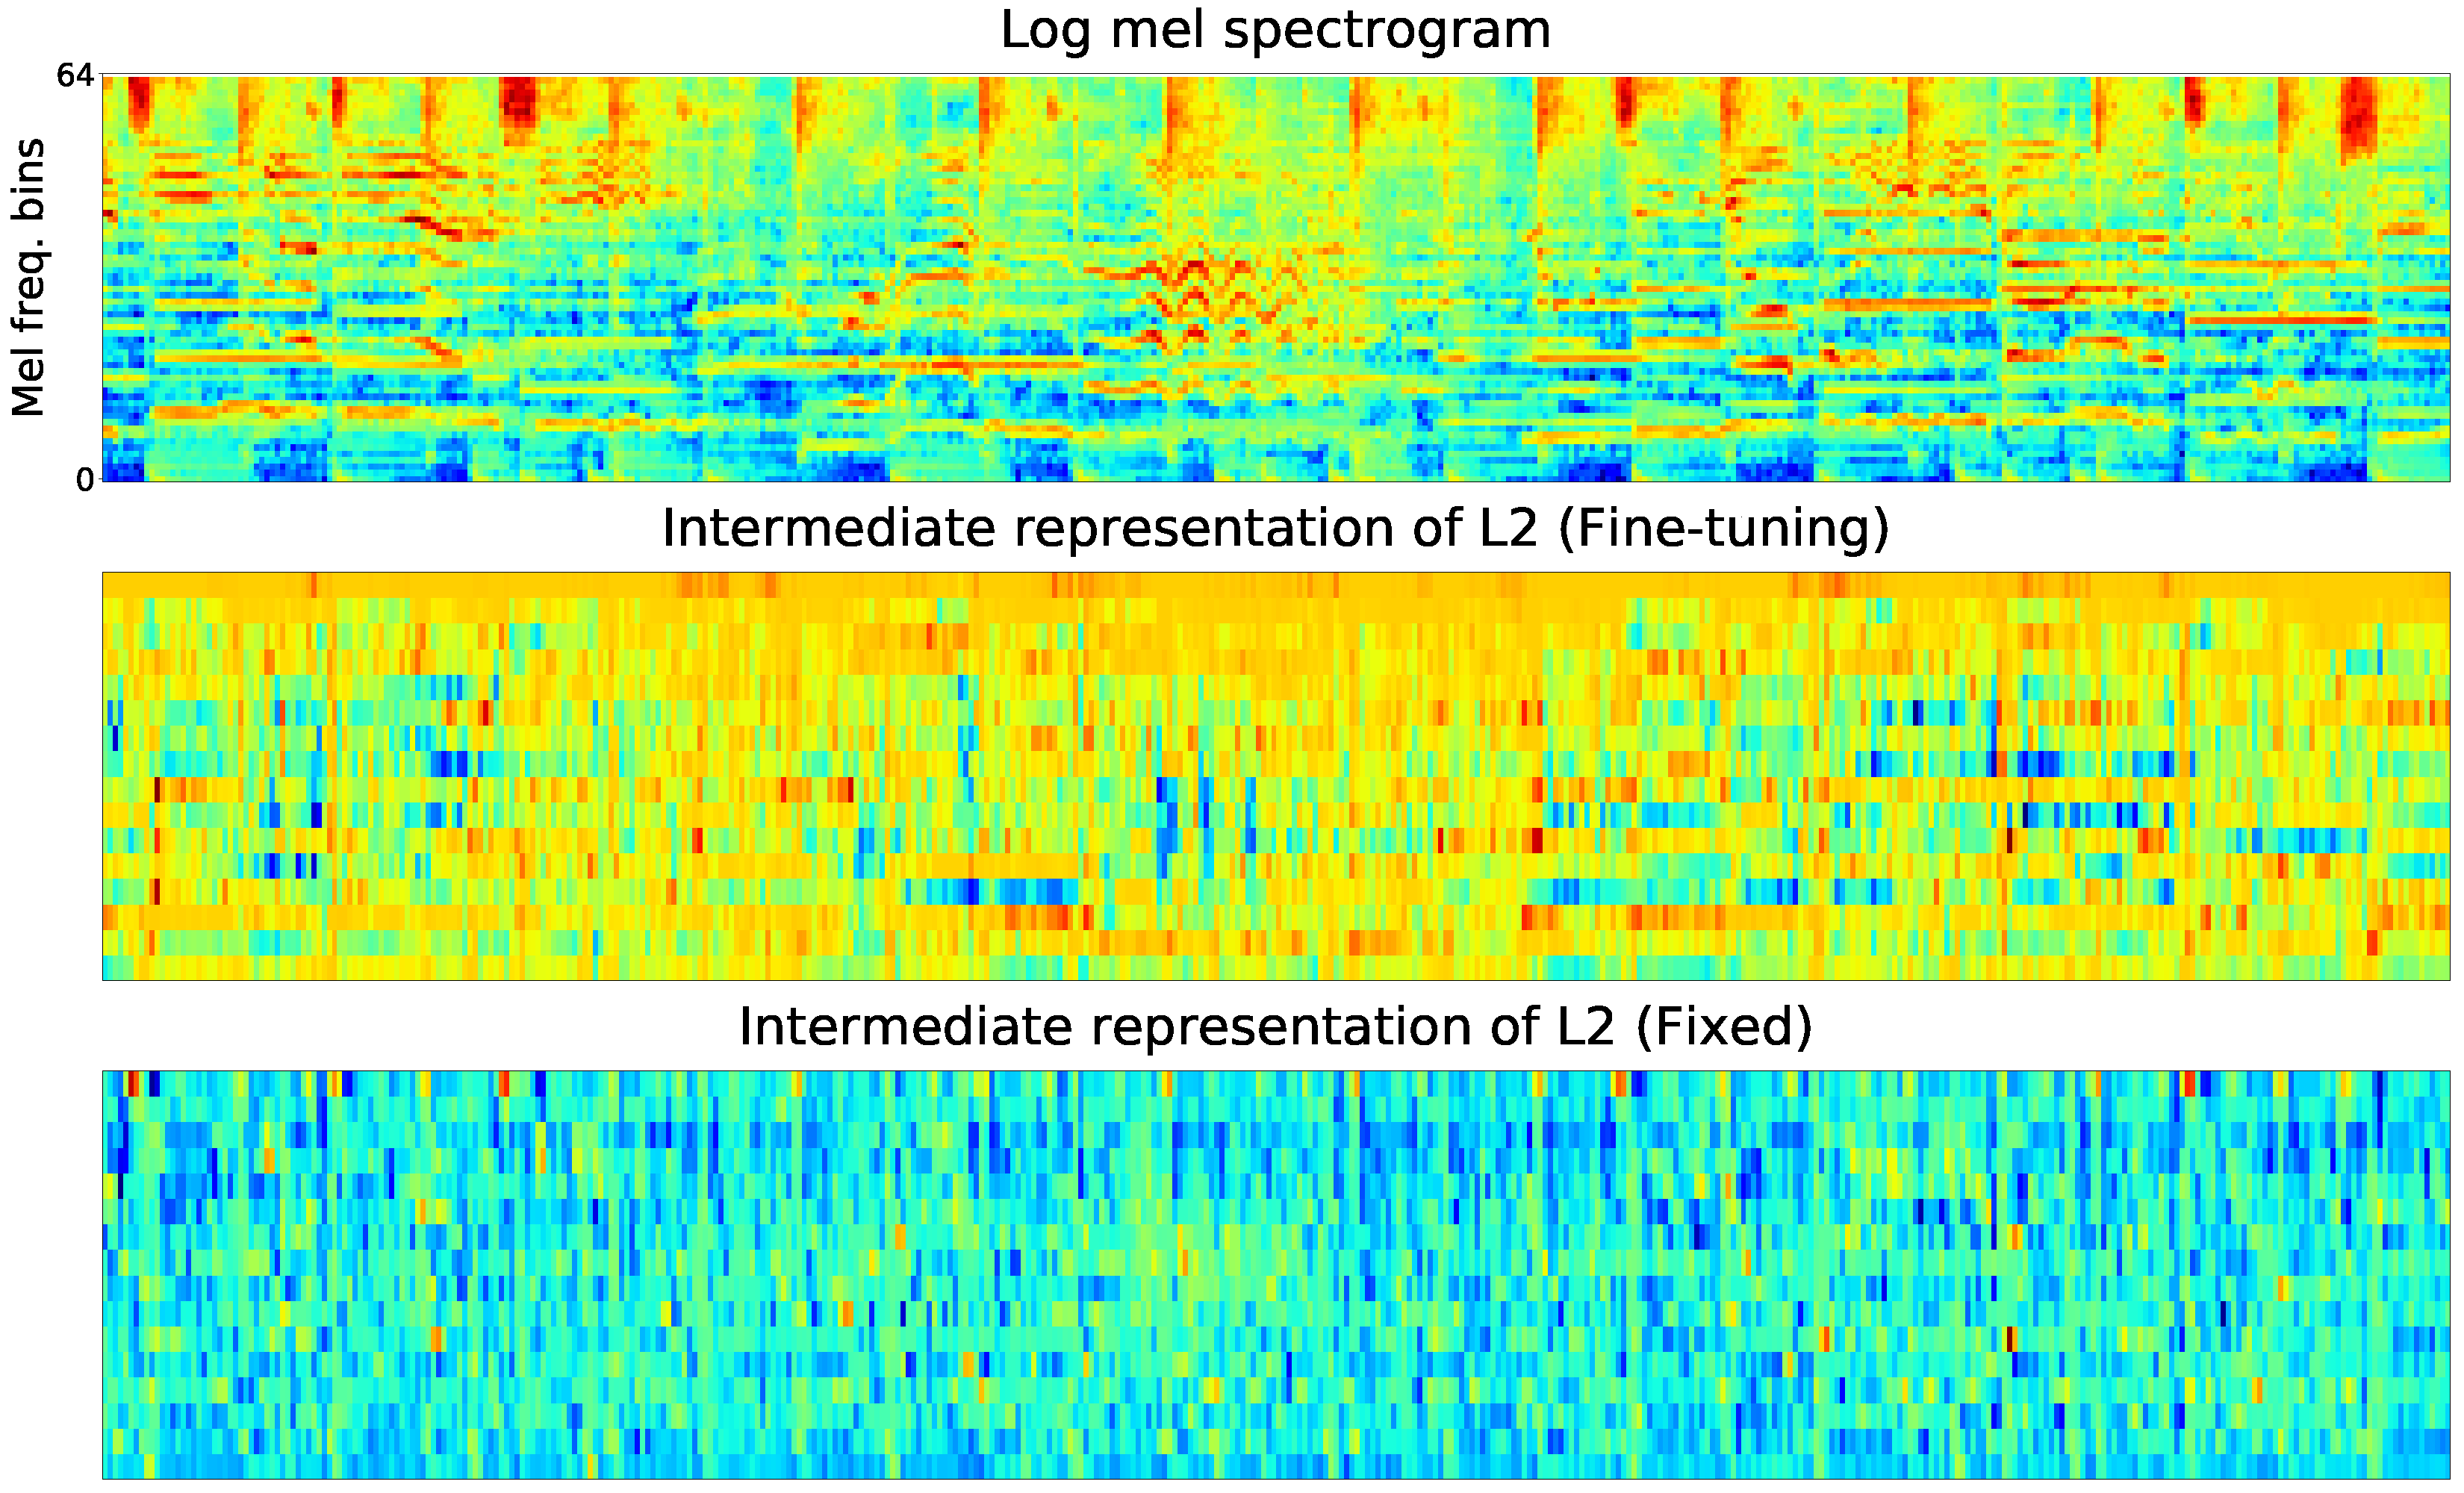 Log mel spectrogram
64
Mel freq. bins
0
Intermediate representation of L2 (Fine-tuning)
Intermediate representation of L2 (Fixed)